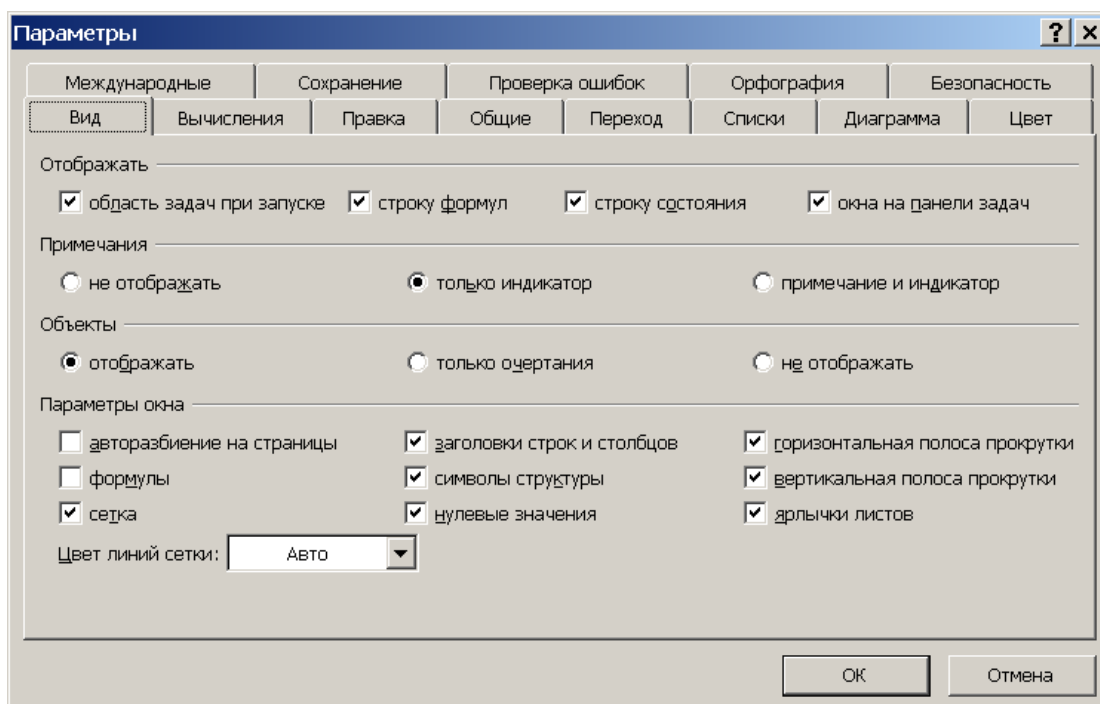 Параметры
Международные Сохранение Проверка ошибок Орфография Безопасность
Вид Вычисления Правка Общие Переход Списки Диаграмма Цвет
Отображать
область задач при запуске строку формул строку состояния окна на панели задач
Примечания
не отображать только индикатор примечание и индикатор
Объекты
отображать только очертания не отображать
Параметры окна
авторазбиение на страницы заголовки строк и столбцов горизонтальная полоса прокрутки
формулы символы структуры вертикальная полоса прокрутки
сетка нулевые значения ярлычки листов
Цвет линий сетки: Авто
ОК Отмена